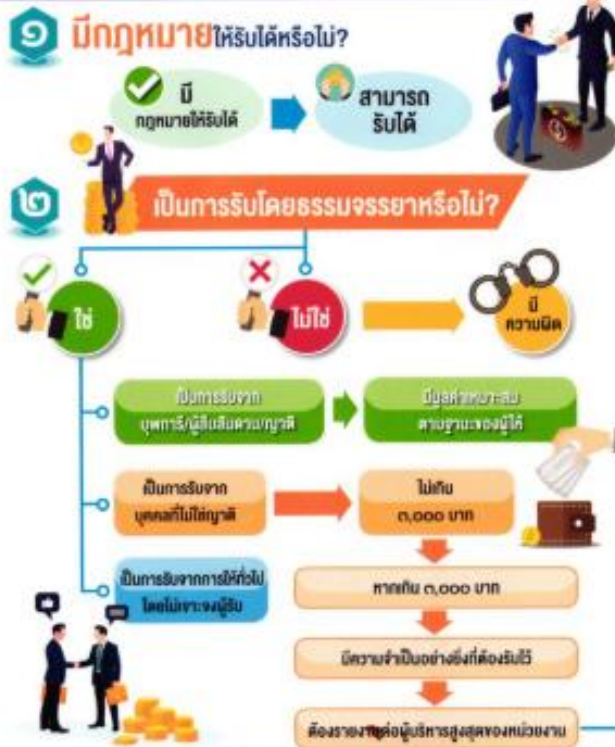 ๑ มีกฎหมายให้รับได้หรือไม่?
มี
กฎหมายให้รับได้
สามารถ
รับได้
๒ เป็นการรับโดยธรรมจรรยาหรือไม่?
ใช่
ไม่ใช่
มี
ความผิด
เป็นการรับจาก
บุพการี/ผู้สืบสันดาน/ญาติ
มีมูลค่าเหมาะสม
ตามฐานะของผู้ให้
เป็นการรับจาก
บุคคลที่ไม่ใช่ญาติ
ไม่เกิน
๓,๐๐๐ บาท
เป็นการรับจากการให้ทั่วไป
โดยไม่เจาะจงผู้รับ
หากเกิน ๓,๐๐๐ บาท
มีความจำเป็นอย่างยิ่งที่ต้องรับไว้
ต้องรายงานต่อผู้บริหารสูงสุดของหน่วยงาน